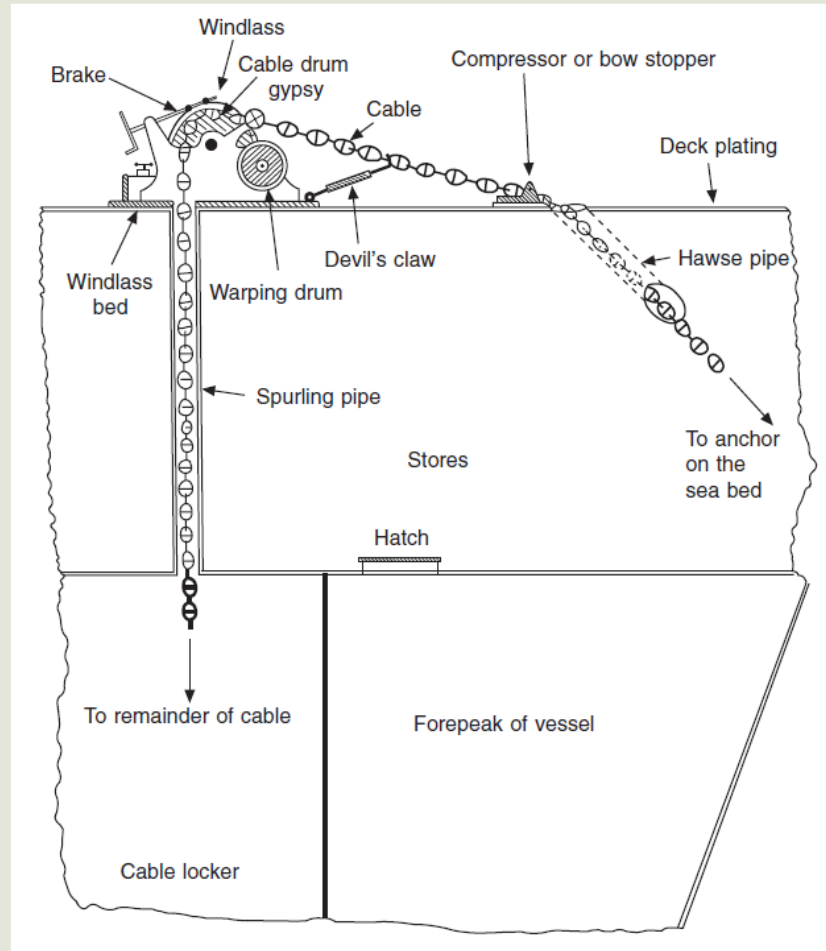 Windlass
Brake
Cable drum
gypsy
Cable
Compressor or bow stopper
Deck plating
Windlass
bed
Warping drum
Devil's claw
Hawse pipe
Spurling pipe
Stores
To anchor
on the
sea bed
Hatch
To remainder of cable
Forepeak of vessel
Cable locker